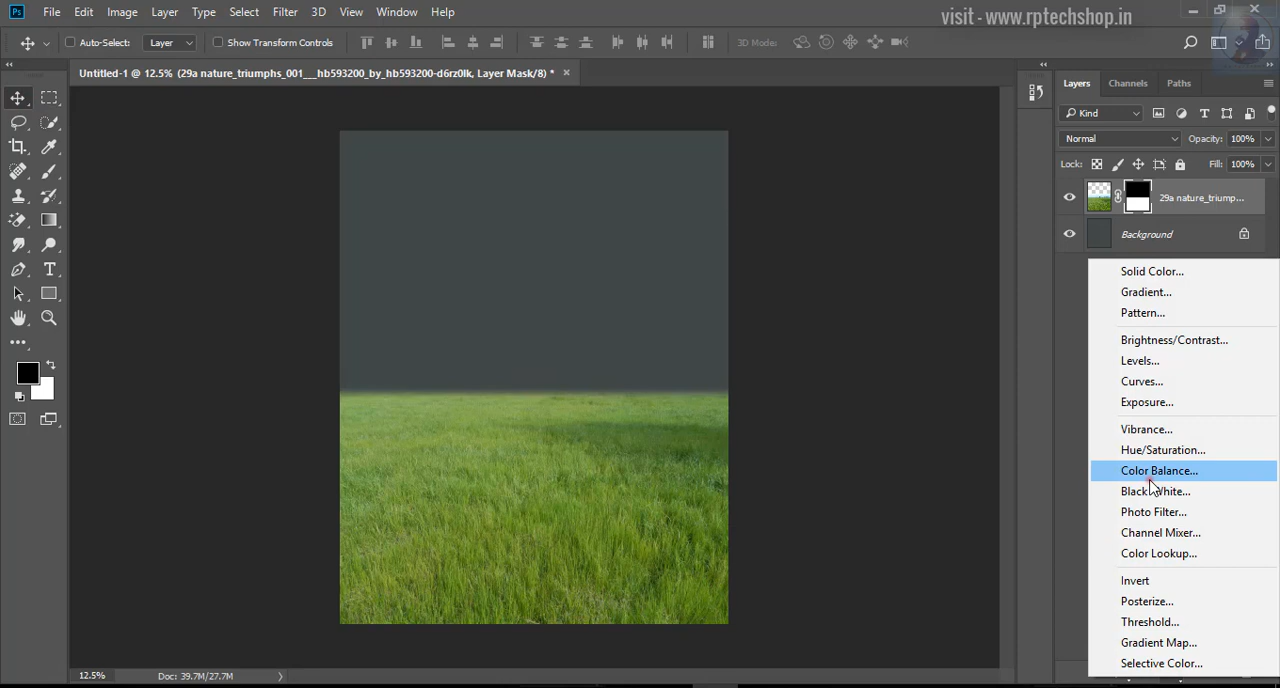 Ps File Edit Image Layer Type Select Filter 3D View Window Help
visit - www.rptechshop.in
Auto-Select: Layer Show Transform Controls 3D Mode:
Untitled-1 @ 12.5% (29a nature_triumphs_001___hb593200_by_hb593200-d6rz0lk, Layer Mask/8) * ×
Layers Channels Paths
Kind
Normal Opacity: 100%
Lock: Fill: 100%
29a nature_triump...
Background
Solid Color...
Gradient...
Pattern...
Brightness/Contrast...
Levels...
Curves...
Exposure...
Vibrance...
Hue/Saturation...
Color Balance...
Black White...
Photo Filter...
Channel Mixer...
Color Lookup...
Invert
Posterize...
Threshold...
Gradient Map...
Selective Color...
12.5% Doc: 39.7M/27.7M